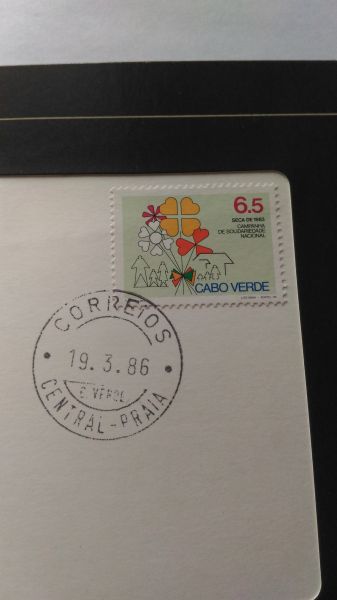 6.5
SECA DE 1983
CAMPANHA
DE SOLIDARIEDADE
NACIONAL
CABO VERDE
CORREIOS
19.3.86
C. VERDE
CENTRAL-PRAIA